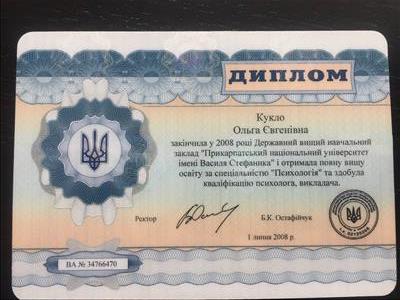 ДИПЛОМ
Кукло
Ольга Євгенівна
закінчила у 2008 році Державний вищий навчальний
заклад "Прикарпатський національний університет
імені Василя Стефаника" і отримала повну вищу
освіту за спеціальністю "Психологія" та здобула
кваліфікацію психолога, викладача.
Ректор
Б.К. Остафійчук
1 липня 2008 р.
ВА № 34766470